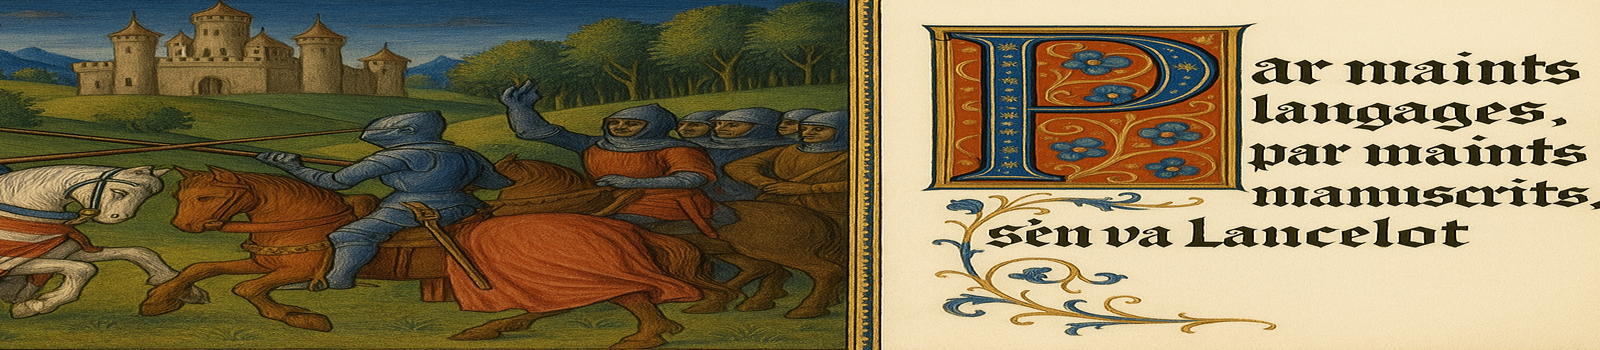 Par maints
langages,
par maints
manuscrits,
s'en va Lancelot